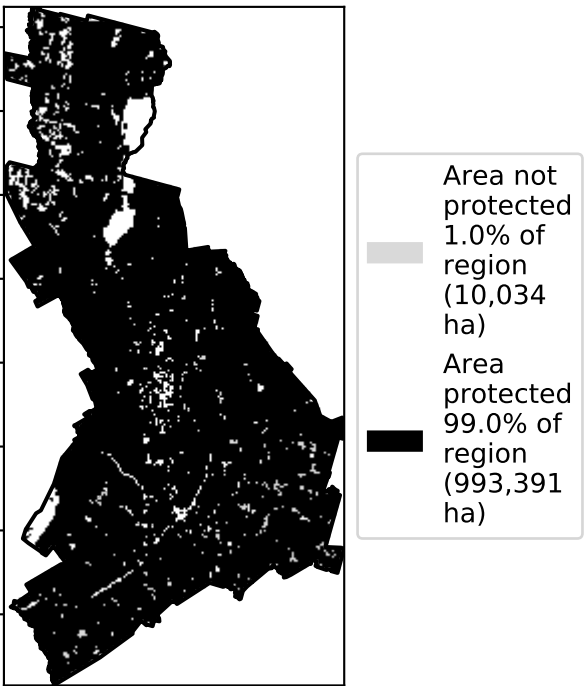 Area not
protected
1.0% of
region
(10,034
ha)
Area
protected
99.0% of
region
(993,391
ha)